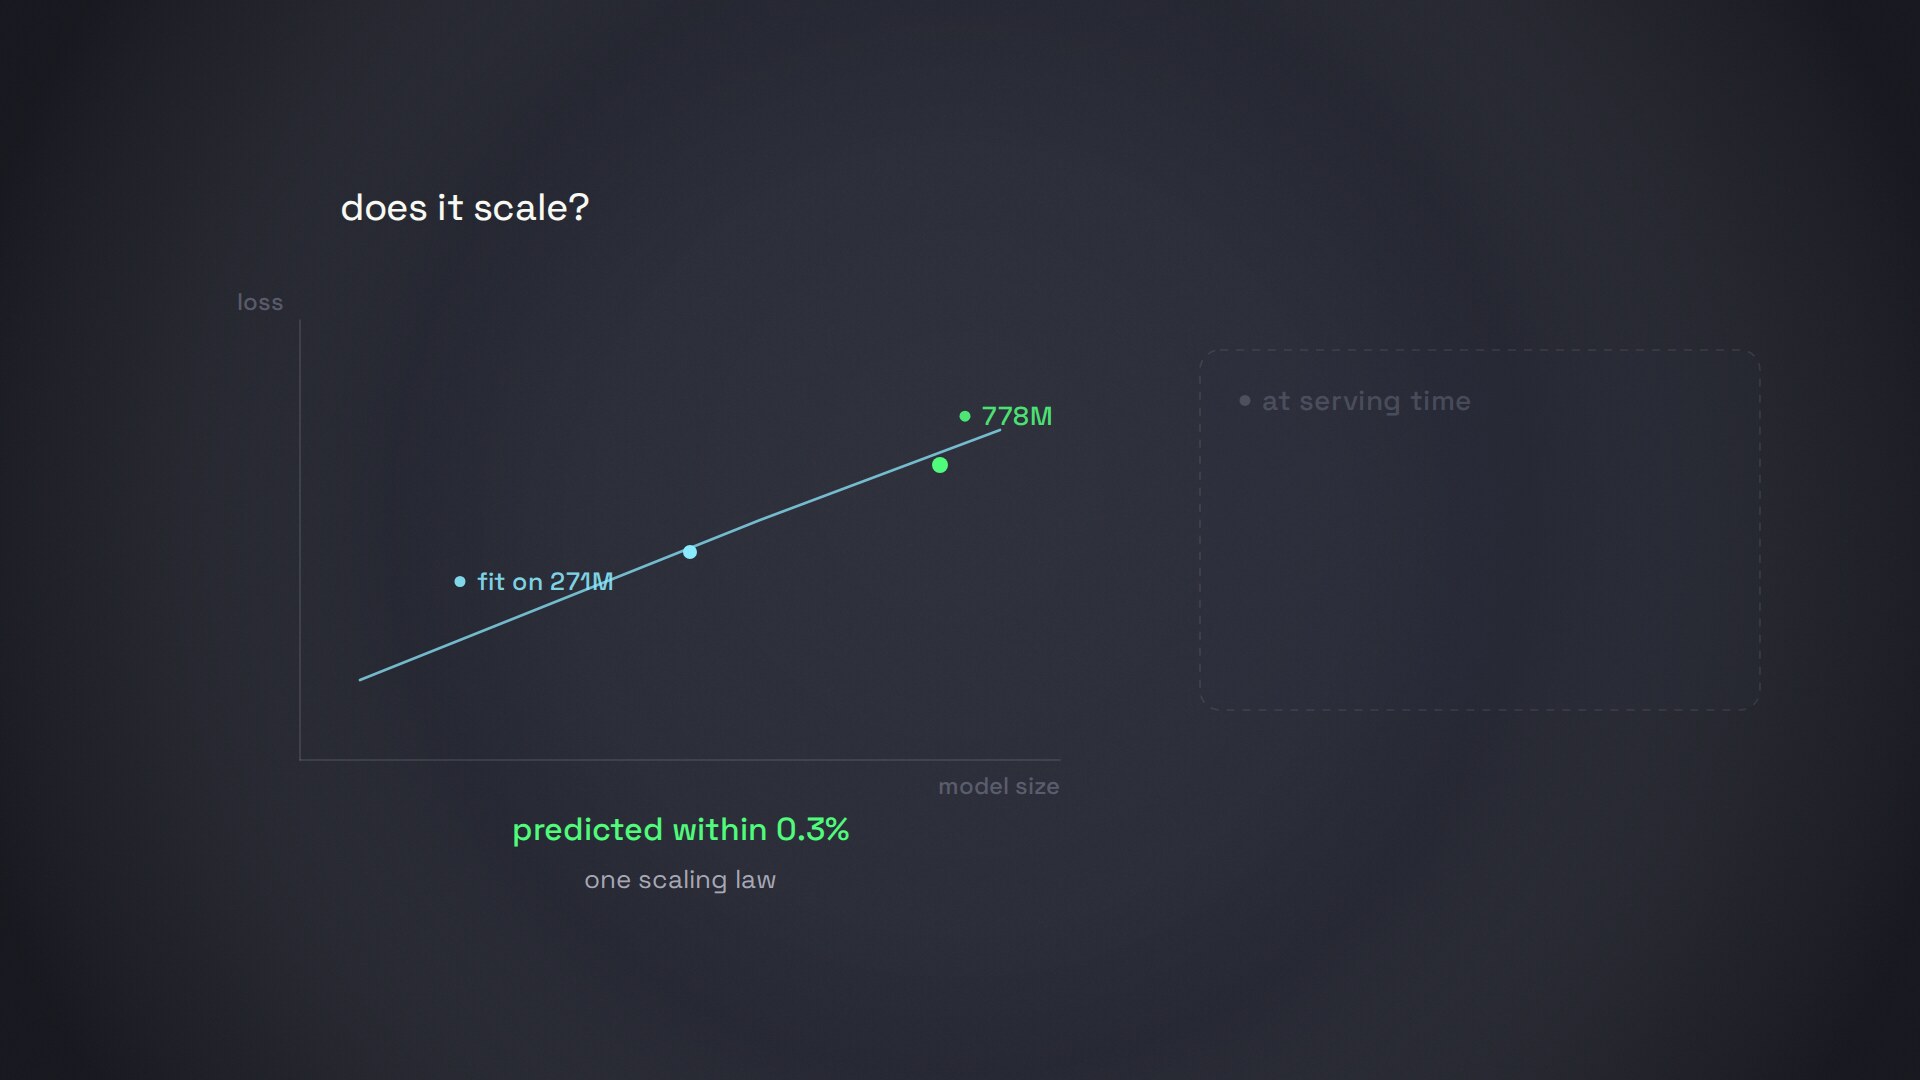 does it scale?
loss
778M
at serving time
fit on 271M
model size
predicted within 0.3%
one scaling law